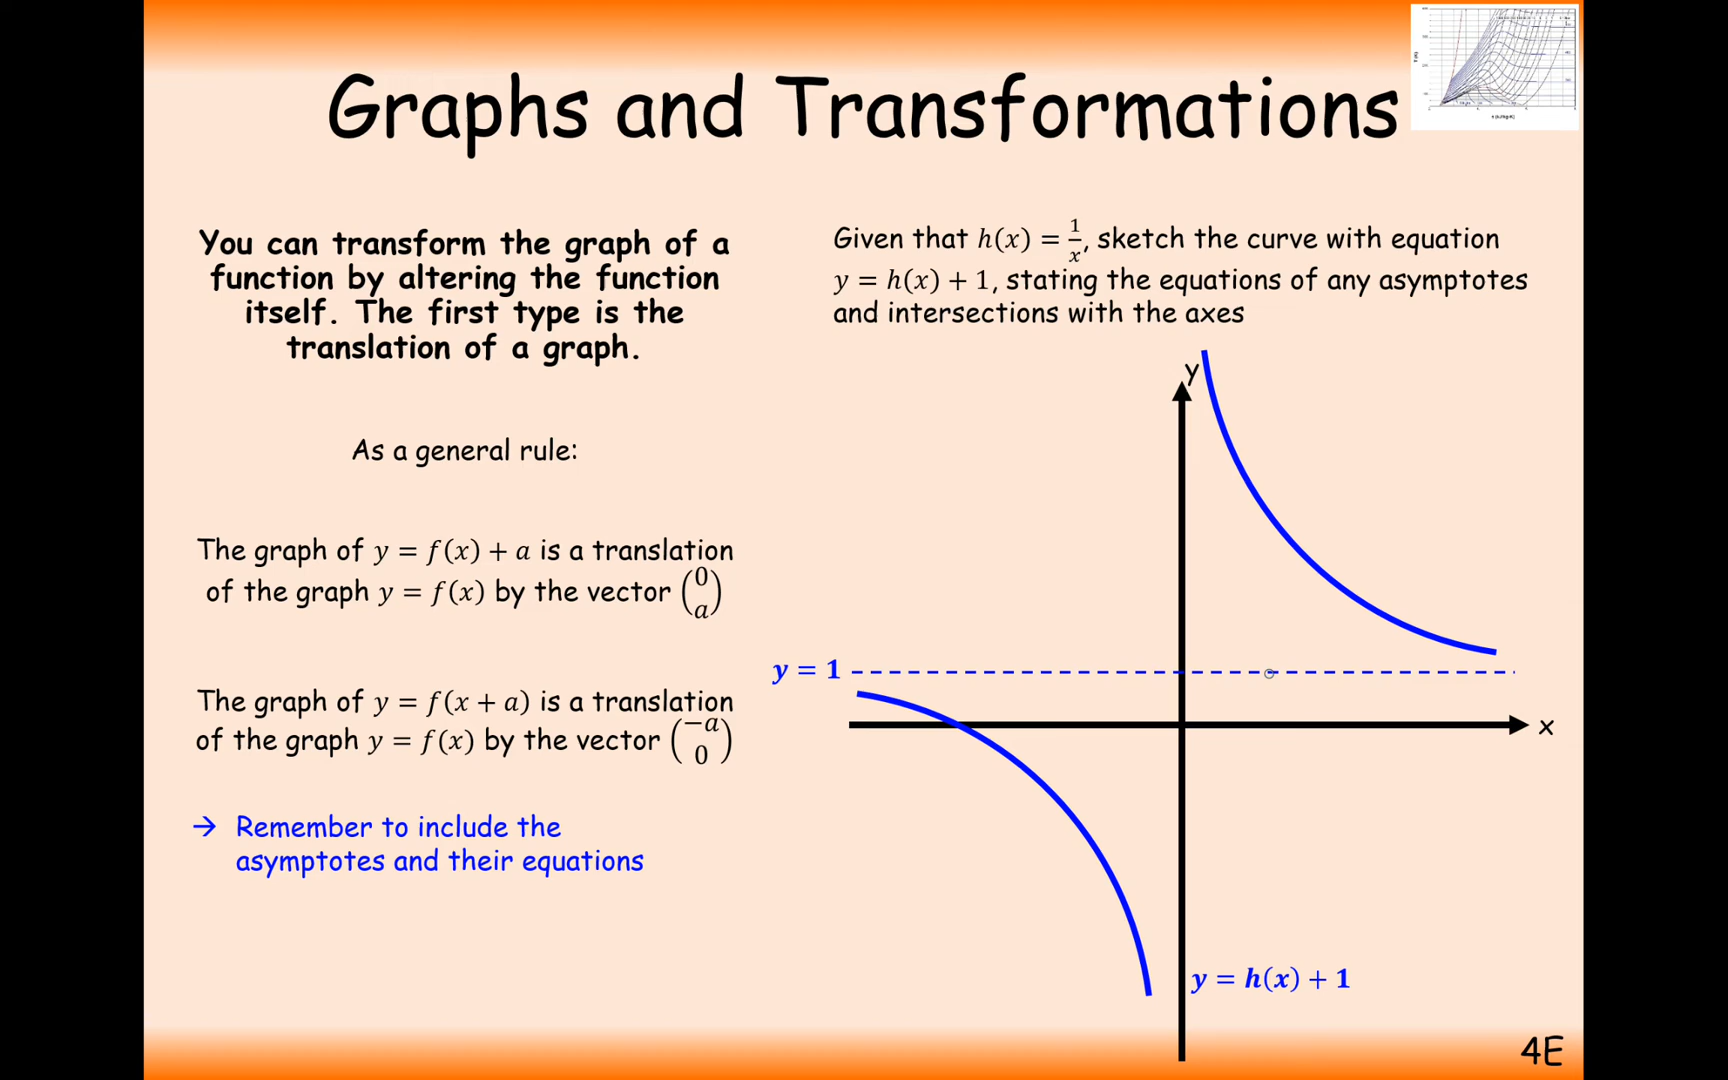 Graphs and Transformations
You can transform the graph of a
function by altering the function
itself. The first type is the
translation of a graph.
As a general rule:
The graph of y = f(x) + a is a translation
of the graph y = f(x) by the vector (0 a)
The graph of y = f(x + a) is a translation
of the graph y = f(x) by the vector (−a 0)
→ Remember to include the
asymptotes and their equations
Given that h(x) = 1/x, sketch the curve with equation
y = h(x) + 1, stating the equations of any asymptotes
and intersections with the axes
y
y = 1
x
y = h(x) + 1
4E